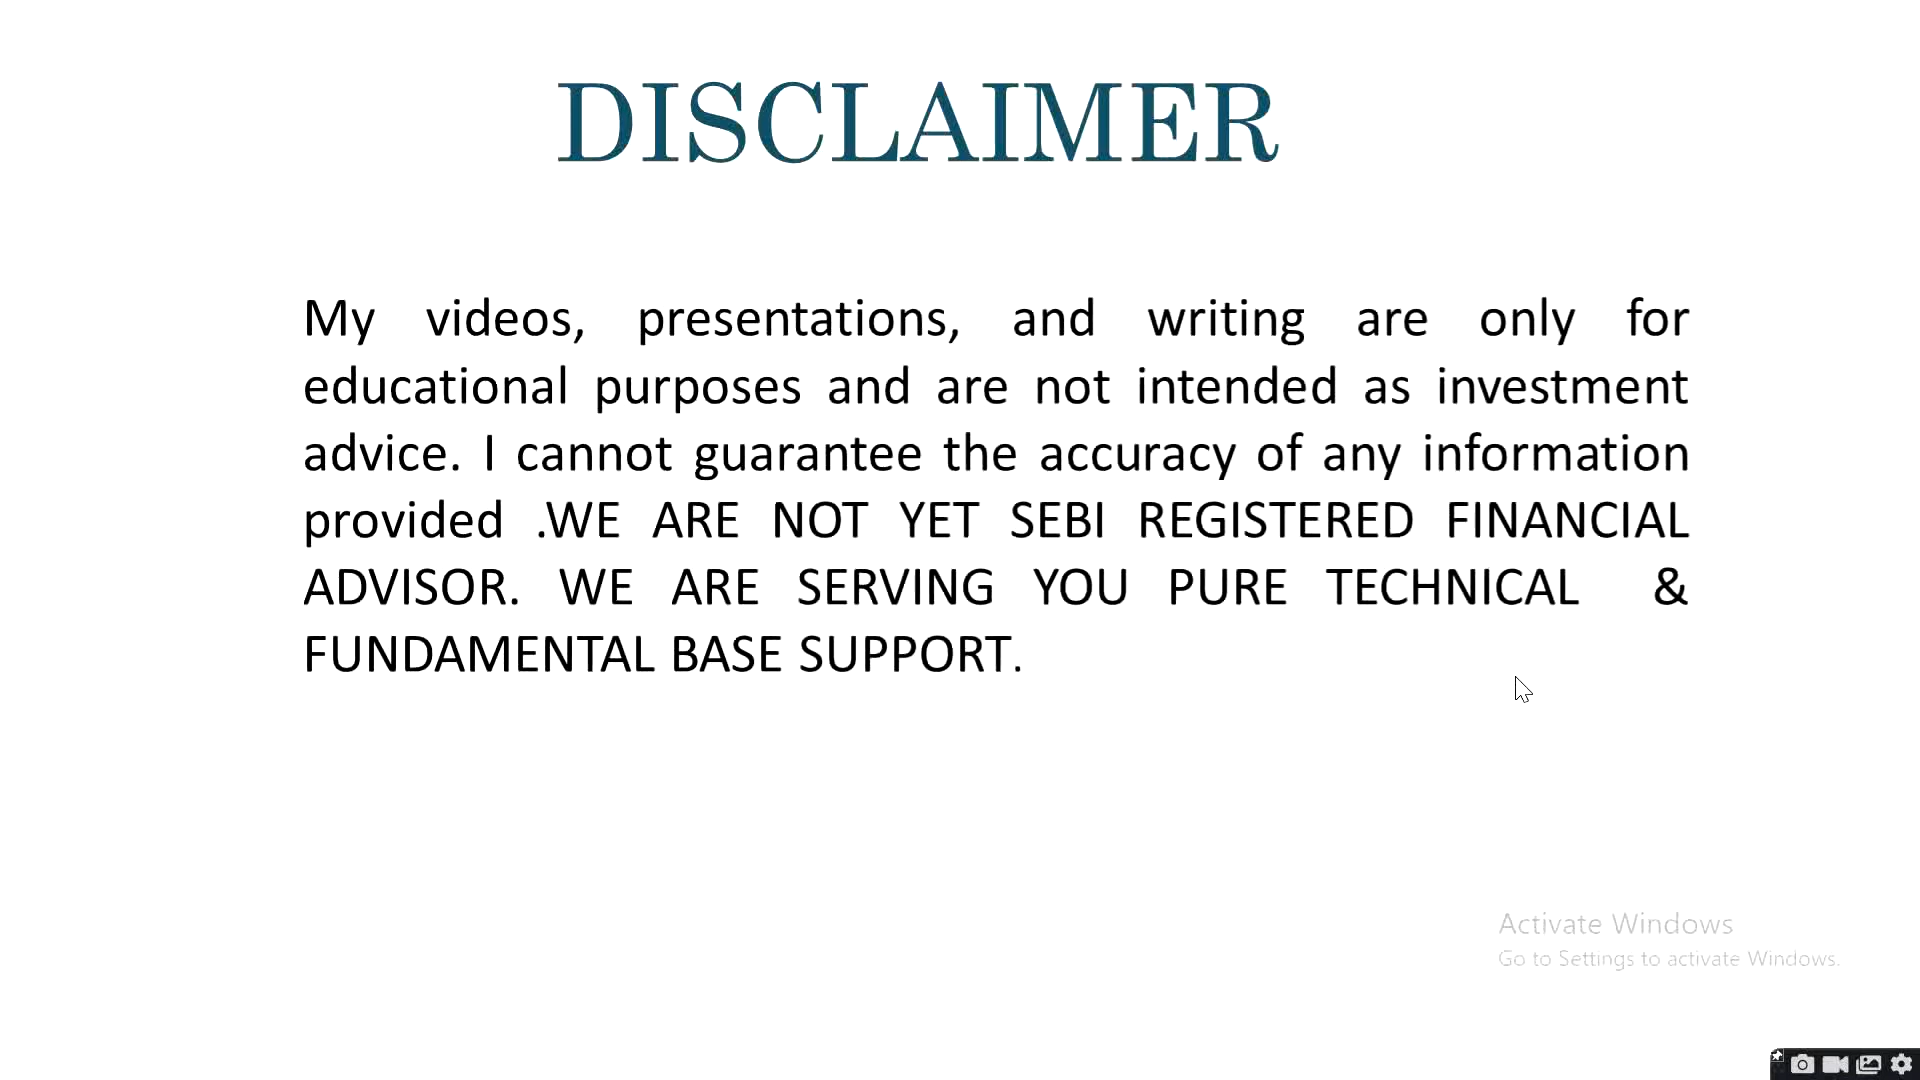 DISCLAIMER
My videos, presentations, and writing are only for
educational purposes and are not intended as investment
advice. I cannot guarantee the accuracy of any information
provided .WE ARE NOT YET SEBI REGISTERED FINANCIAL
ADVISOR. WE ARE SERVING YOU PURE TECHNICAL &
FUNDAMENTAL BASE SUPPORT.
Activate Windows
Go to Settings to activate Windows.